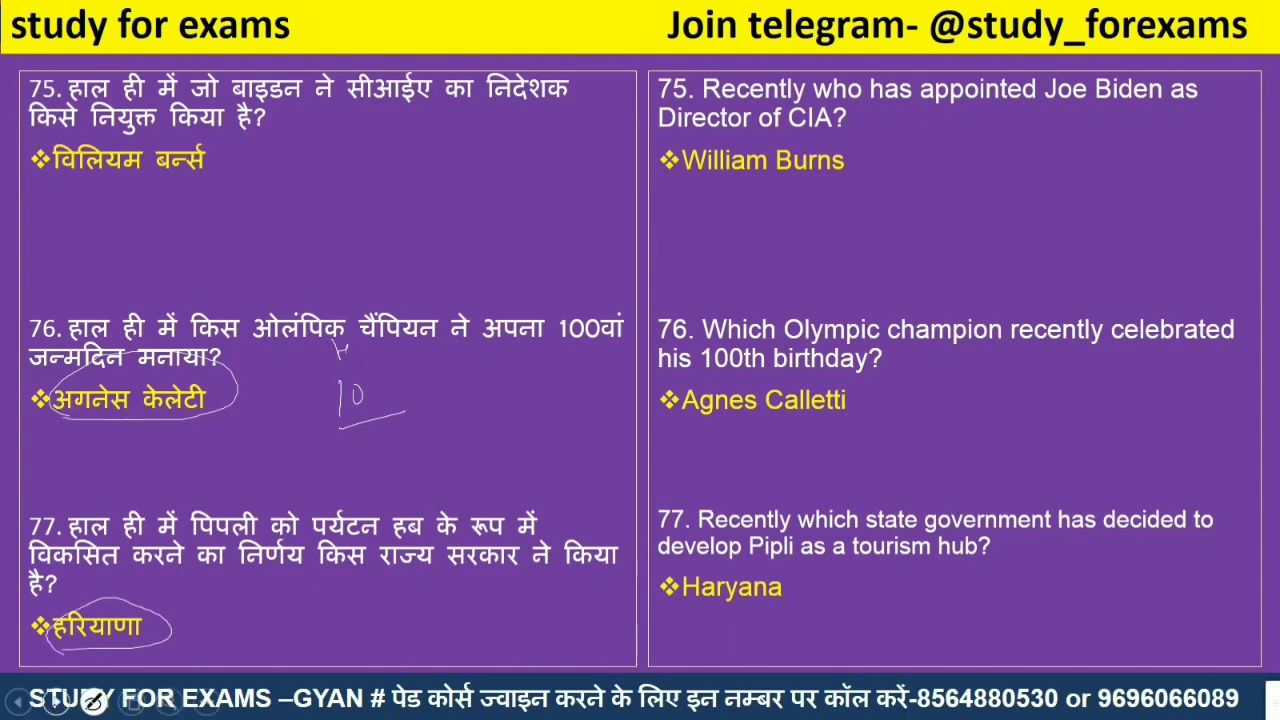 study for exams
Join telegram- @study_forexams
75. हाल ही में जो बाइडन ने सीआईए का निदेशक
किसे नियुक्त किया है?
❖विलियम बर्न्स
76. हाल ही में किस ओलंपिक चैंपियन ने अपना 100वां
जन्मदिन मनाया?
❖अगनेस केलेटी
10
77. हाल ही में पिपली को पर्यटन हब के रूप में
विकसित करने का निर्णय किस राज्य सरकार ने किया
है?
❖हरियाणा
75. Recently who has appointed Joe Biden as
Director of CIA?
❖William Burns
76. Which Olympic champion recently celebrated
his 100th birthday?
❖Agnes Calletti
77. Recently which state government has decided to
develop Pipli as a tourism hub?
❖Haryana
STUDY FOR EXAMS –GYAN # पेड कोर्स ज्वाइन करने के लिए इन नम्बर पर कॉल करें-8564880530 or 9696066089